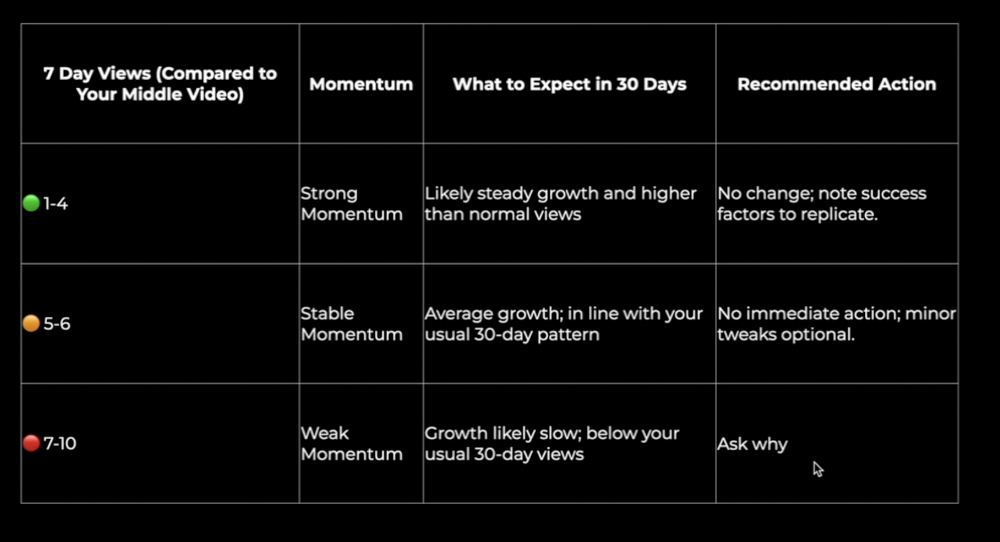 7 Day Views (Compared to
Your Middle Video)
Momentum
What to Expect in 30 Days
Recommended Action
1-4
Strong
Momentum
Likely steady growth and higher
than normal views
No change; note success
factors to replicate.
5-6
Stable
Momentum
Average growth; in line with your
usual 30-day pattern
No immediate action; minor
tweaks optional.
7-10
Weak
Momentum
Growth likely slow; below your
usual 30-day views
Ask why